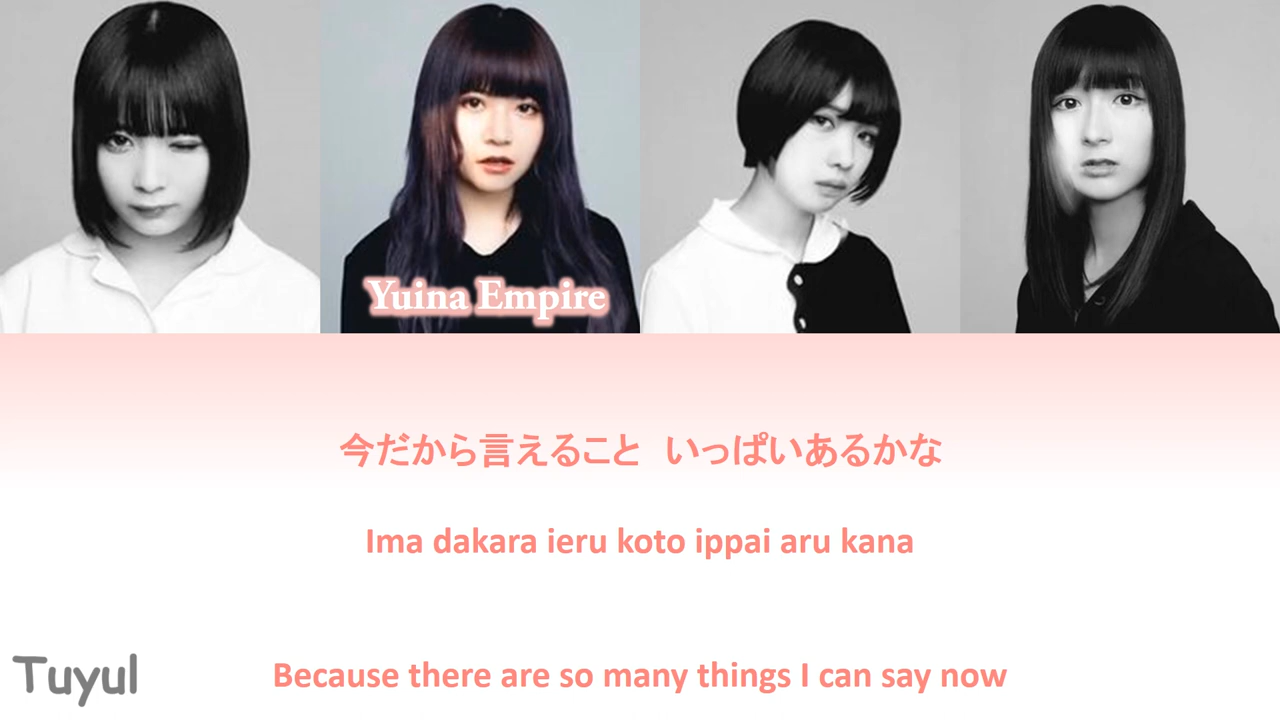 Yuina Empire
今だから言えること いっぱいあるかな
Ima dakara ieru koto ippai aru kana
Because there are so many things I can say now
Tuyul